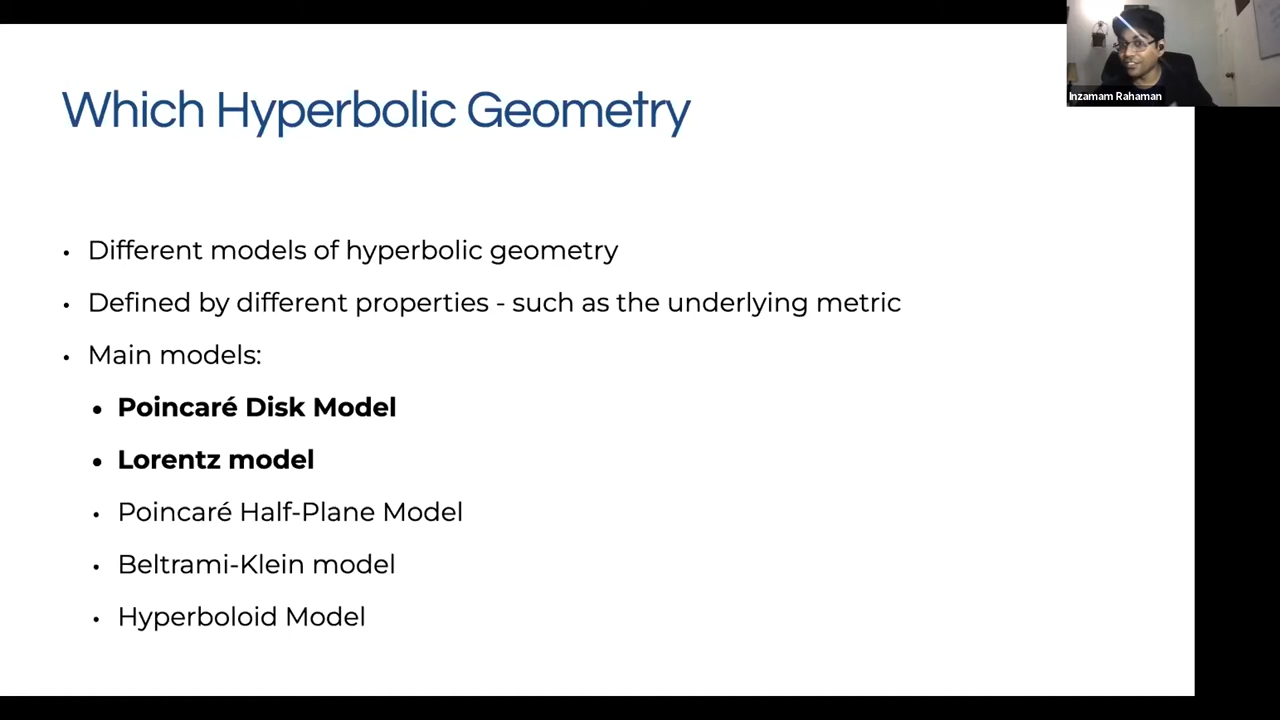 Which Hyperbolic Geometry
• Different models of hyperbolic geometry
• Defined by different properties - such as the underlying metric
• Main models:
• Poincaré Disk Model
• Lorentz model
• Poincaré Half-Plane Model
• Beltrami-Klein model
• Hyperboloid Model
Inzamam Rahaman